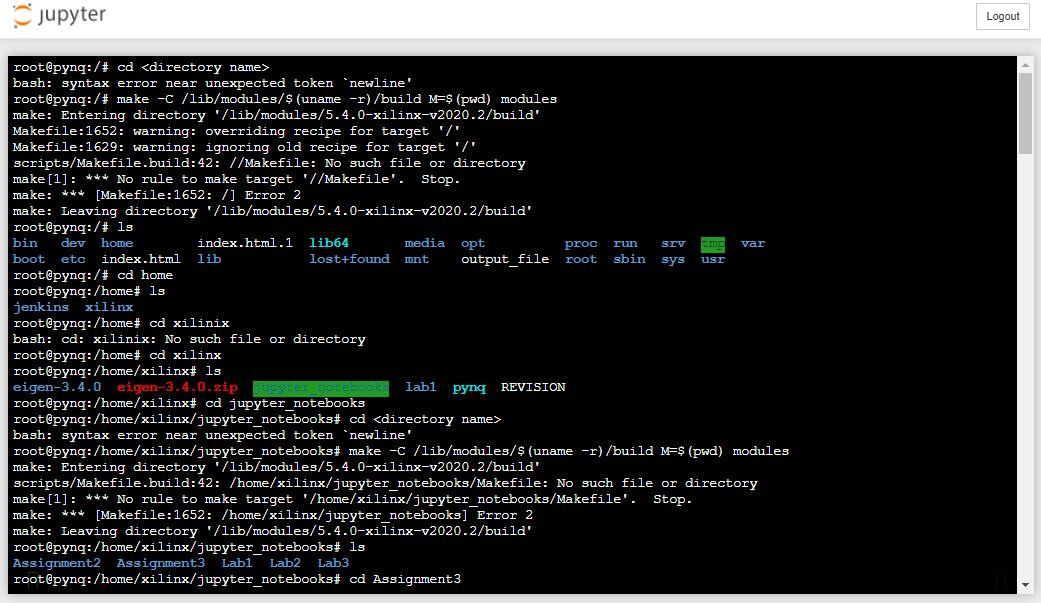 jupyter
Logout
root@pynq:/# cd <directory name>
bash: syntax error near unexpected token `newline'
root@pynq:/# make -C /lib/modules/$(uname -r)/build M=$(pwd) modules
make: Entering directory '/lib/modules/5.4.0-xilinx-v2020.2/build'
Makefile:1652: warning: overriding recipe for target '/'
Makefile:1629: warning: ignoring old recipe for target '/'
scripts/Makefile.build:42: //Makefile: No such file or directory
make[1]: *** No rule to make target '//Makefile'.  Stop.
make: *** [Makefile:1652: /] Error 2
make: Leaving directory '/lib/modules/5.4.0-xilinx-v2020.2/build'
root@pynq:/# ls
bin   dev  home        index.html.1  lib64       media  opt          proc  run   srv  tmp  var
boot  etc  index.html  lib           lost+found  mnt    output_file  root  sbin  sys  usr
root@pynq:/# cd home
root@pynq:/home# ls
jenkins  xilinx
root@pynq:/home# cd xilinix
bash: cd: xilinix: No such file or directory
root@pynq:/home# cd xilinx
root@pynq:/home/xilinx# ls
eigen-3.4.0  eigen-3.4.0.zip  jupyter_notebooks  lab1  pynq  REVISION
root@pynq:/home/xilinx# cd jupyter_notebooks
root@pynq:/home/xilinx/jupyter_notebooks# cd <directory name>
bash: syntax error near unexpected token `newline'
root@pynq:/home/xilinx/jupyter_notebooks# make -C /lib/modules/$(uname -r)/build M=$(pwd) modules
make: Entering directory '/lib/modules/5.4.0-xilinx-v2020.2/build'
scripts/Makefile.build:42: /home/xilinx/jupyter_notebooks/Makefile: No such file or directory
make[1]: *** No rule to make target '/home/xilinx/jupyter_notebooks/Makefile'.  Stop.
make: *** [Makefile:1652: /home/xilinx/jupyter_notebooks] Error 2
make: Leaving directory '/lib/modules/5.4.0-xilinx-v2020.2/build'
root@pynq:/home/xilinx/jupyter_notebooks# ls
Assignment2  Assignment3  Lab1  Lab2  Lab3
root@pynq:/home/xilinx/jupyter_notebooks# cd Assignment3